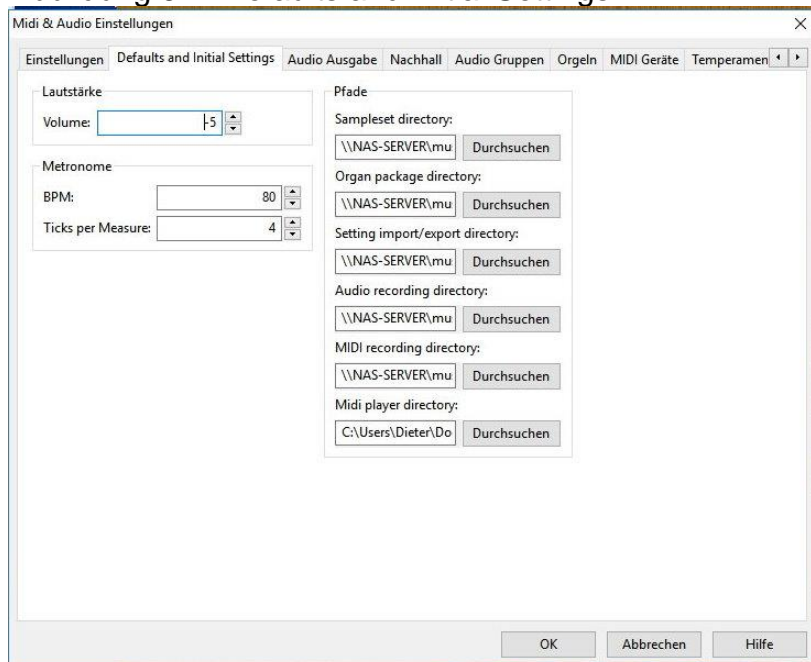 Midi & Audio Einstellungen
Einstellungen Defaults and Initial Settings Audio Ausgabe Nachhall Audio Gruppen Orgeln MIDI Geräte Temperamen
Lautstärke
Volume: -5
Metronome
BPM: 80
Ticks per Measure: 4
Pfade
Sampleset directory:
\\NAS-SERVER\mu Durchsuchen
Organ package directory:
\\NAS-SERVER\mu Durchsuchen
Setting import/export directory:
\\NAS-SERVER\mu Durchsuchen
Audio recording directory:
\\NAS-SERVER\mu Durchsuchen
MIDI recording directory:
\\NAS-SERVER\mu Durchsuchen
Midi player directory:
C:\Users\Dieter\Do Durchsuchen
OK Abbrechen Hilfe